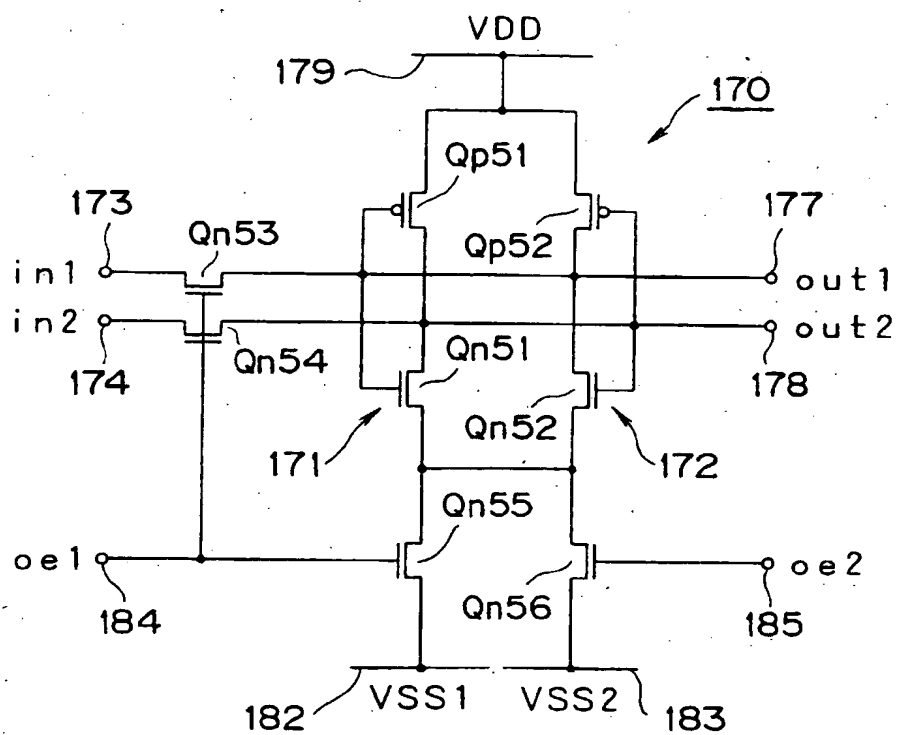 VDD
179
170
Qp51
173
Qn53
Qp52
177
in1
out1
in2
out2
174
Qn54
Qn51
178
Qn52
171
172
Qn55
oe1
oe2
184
Qn56
185
182
VSS1
VSS2
183